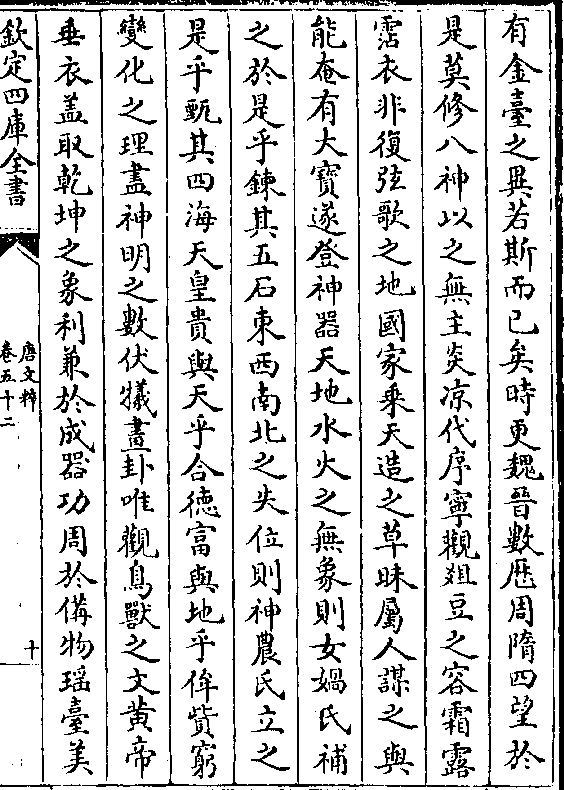 有金臺之異若斯而已矣時更魏晉數歷周隋四望於
是莫修八神以之無主炎凉代序寧觀俎豆之容霜露
霑衣非復弦歌之地國家乘天造之草昧屬人謀之與
能奄有大寶遂登神器天地水火之無象則女媧氏補
之於是乎鍊其五石東西南北之失位則神農氏立之
是乎甄其四海天皇貴與天乎合德富與地乎侔貲窮
變化之理盡神明之數伏犧畫卦唯觀鳥獸之文黃帝
垂衣盖取乾坤之象利兼於成器功周於備物瑶臺美
欽定四庫全書
唐文粹
卷五十二
十